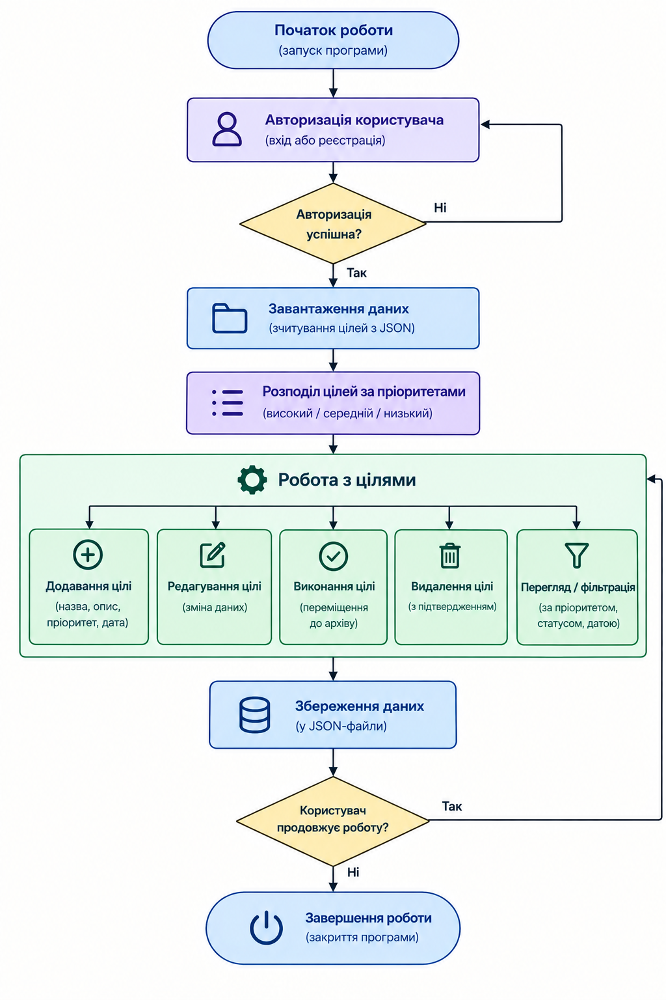 Початок роботи
(запуск програми)
Авторизація користувача
(вхід або реєстрація)
Авторизація
успішна?
Ні
Так
Завантаження даних
(зчитування цілей з JSON)
Розподіл цілей за пріоритетами
(високий / середній / низький)
Робота з цілями
Додавання цілі
(назва, опис,
пріоритет, дата)
Редагування цілі
(зміна даних)
Виконання цілі
(переміщення
до архіву)
Видалення цілі
(з підтвердженням)
Перегляд / фільтрація
(за пріоритетом,
статусом, датою)
Збереження даних
(у JSON-файли)
Користувач
продовжує роботу?
Так
Ні
Завершення роботи
(закриття програми)